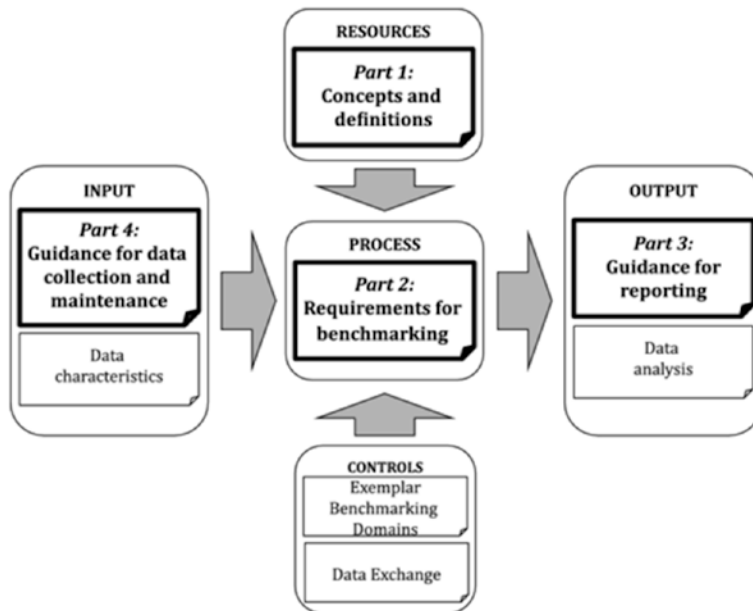 RESOURCES
Part 1:
Concepts and
definitions
INPUT
Part 4:
Guidance for data
collection and
maintenance
Data
characteristics
PROCESS
Part 2:
Requirements for
benchmarking
OUTPUT
Part 3:
Guidance for
reporting
Data
analysis
CONTROLS
Exemplar
Benchmarking
Domains
Data Exchange